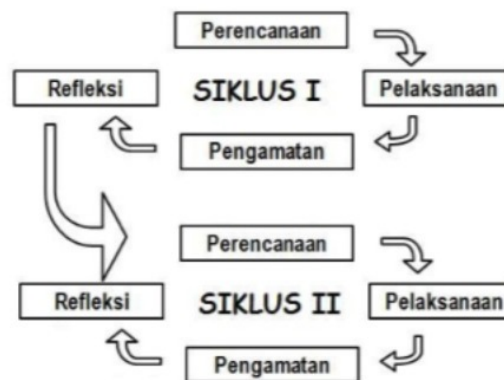 Perencanaan
Refleksi
SIKLUS I
Pelaksanaan
Pengamatan
Perencanaan
Refleksi
SIKLUS II
Pelaksanaan
Pengamatan